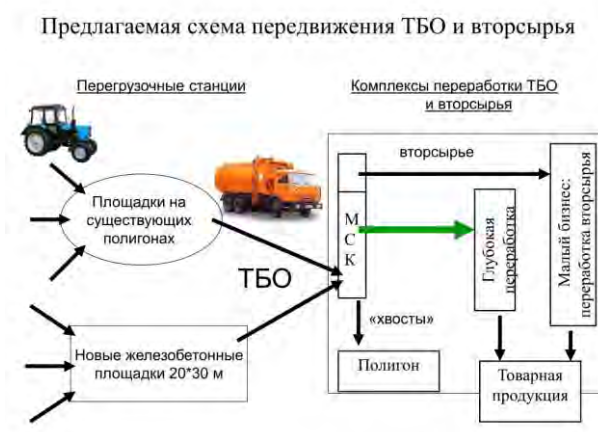 Предлагаемая схема передвижения ТБО и вторсырья
Перегрузочные станции
Комплексы переработки ТБО
и вторсырья
Площадки на
существующих
полигонах
ТБО
Новые железобетонные
площадки 20*30 м
М
С
К
вторсырье
Глубокая
переработка
Малый бизнес:
переработка вторсырья
«хвосты»
Полигон
Товарная
продукция